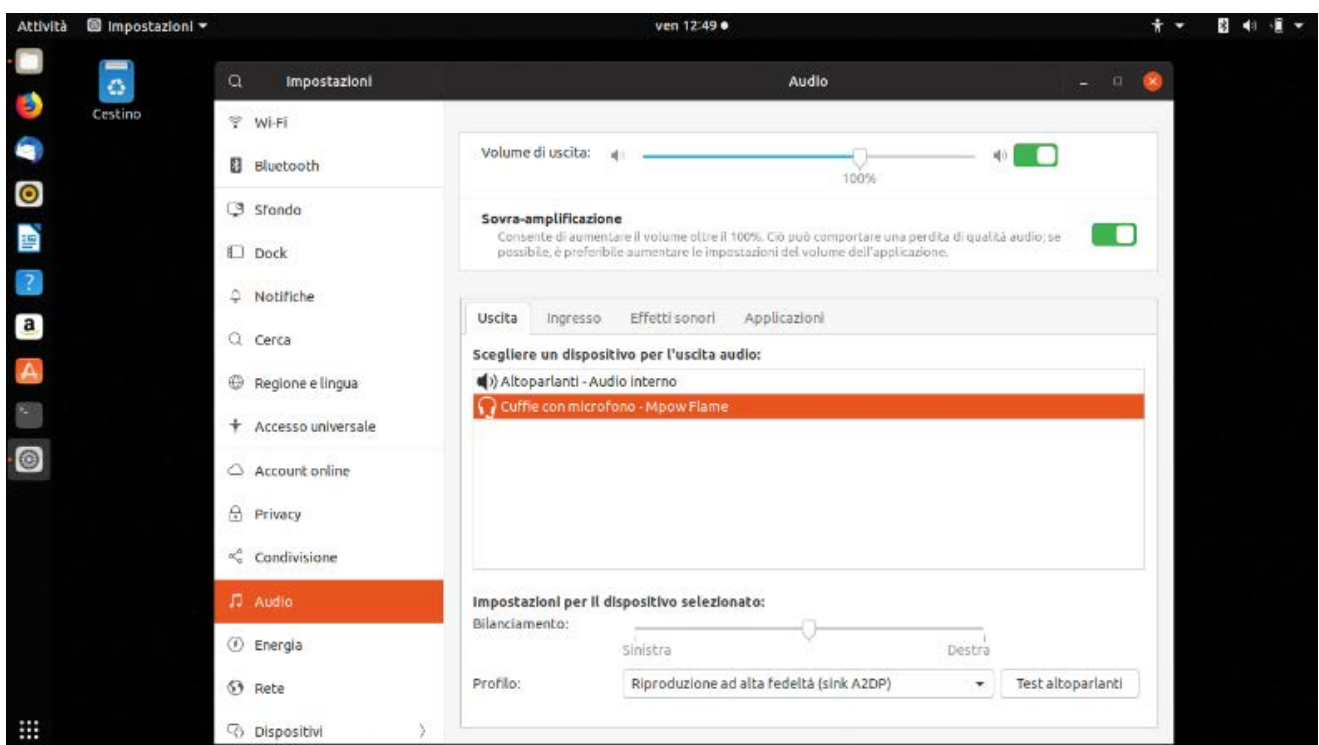 Attività
Impostazioni
ven 12:49
Cestino
Impostazioni
Audio
Wi-Fi
Bluetooth
Sfondo
Dock
Notifiche
Cerca
Regione e lingua
Accesso universale
Account online
Privacy
Condivisione
Audio
Energia
Rete
Dispositivi
Volume di uscita:
100%
Sovra-amplificazione
Consente di aumentare il volume oltre il 100%. Ciò può comportare una perdita di qualità audio; se
possibile, è preferibile aumentare le impostazioni del volume dell'applicazione.
Uscita Ingresso Effetti sonori Applicazioni
Scegliere un dispositivo per l'uscita audio:
Altoparlanti - Audio interno
Cuffie con microfono - Mpow Flame
Impostazioni per il dispositivo selezionato:
Bilanciamento:
Sinistra Destra
Profilo: Riproduzione ad alta fedeltà (sink A2DP) Test altoparlanti